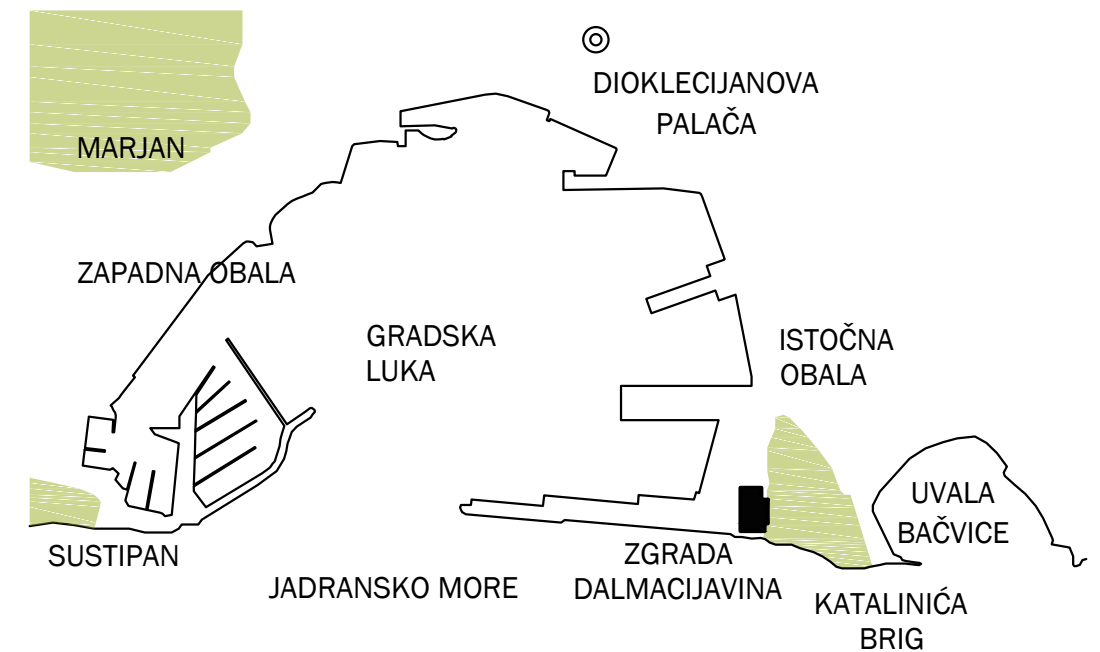 DIOKLECIJANOVA
PALAČA
MARJAN
ZAPADNA OBALA
GRADSKA
LUKA
ISTOČNA
OBALA
UVALA
BAČVICE
SUSTIPAN
JADRANSKO MORE
ZGRADA
DALMACIJAVINA
KATALINIĆA
BRIG